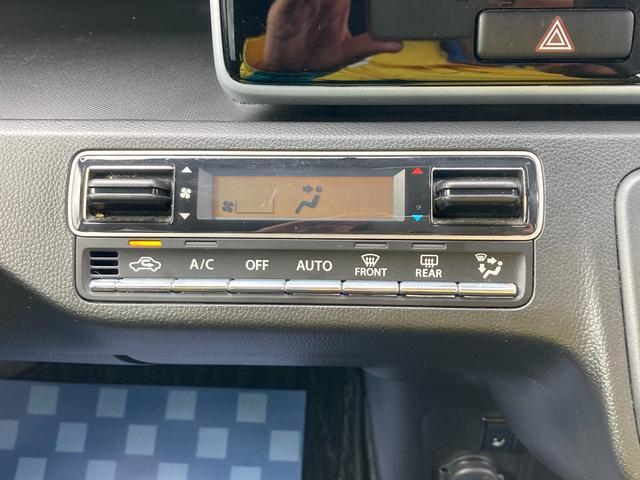 A/C OFF AUTO FRONT REAR